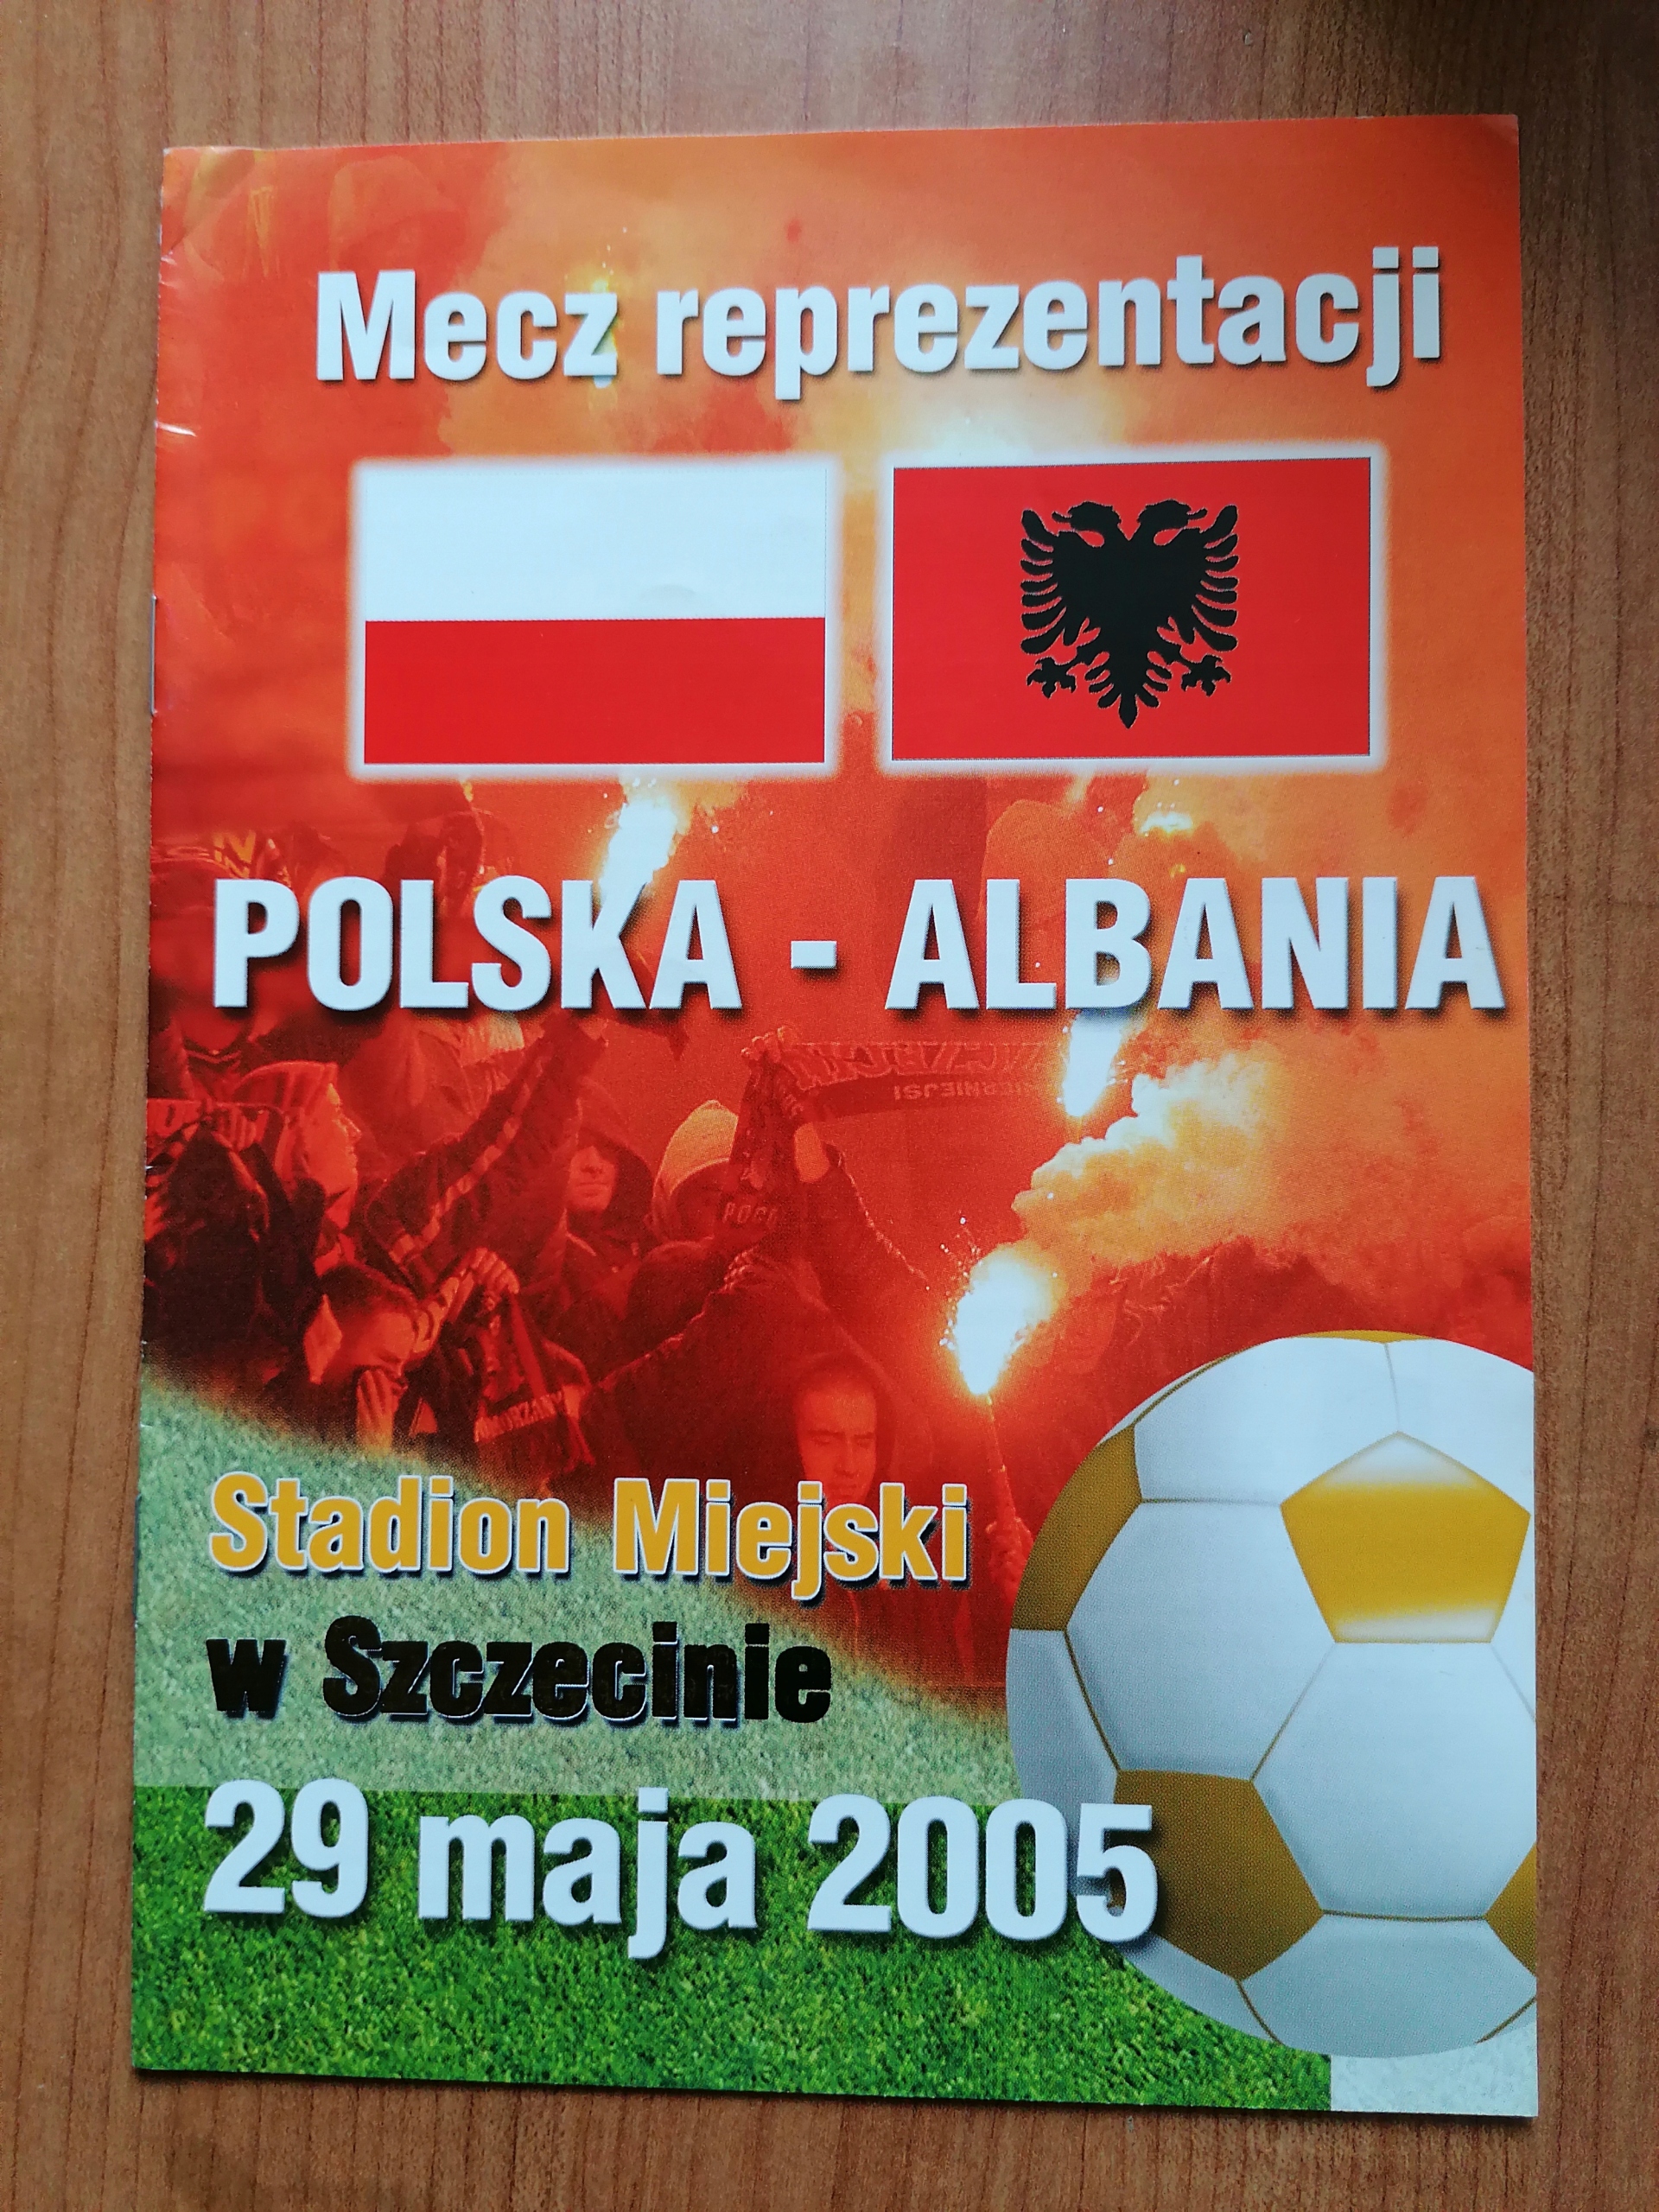 Mecz reprezentacji
POLSKA - ALBANIA
Stadion Miejski
w Szczecinie
29 maja 2005